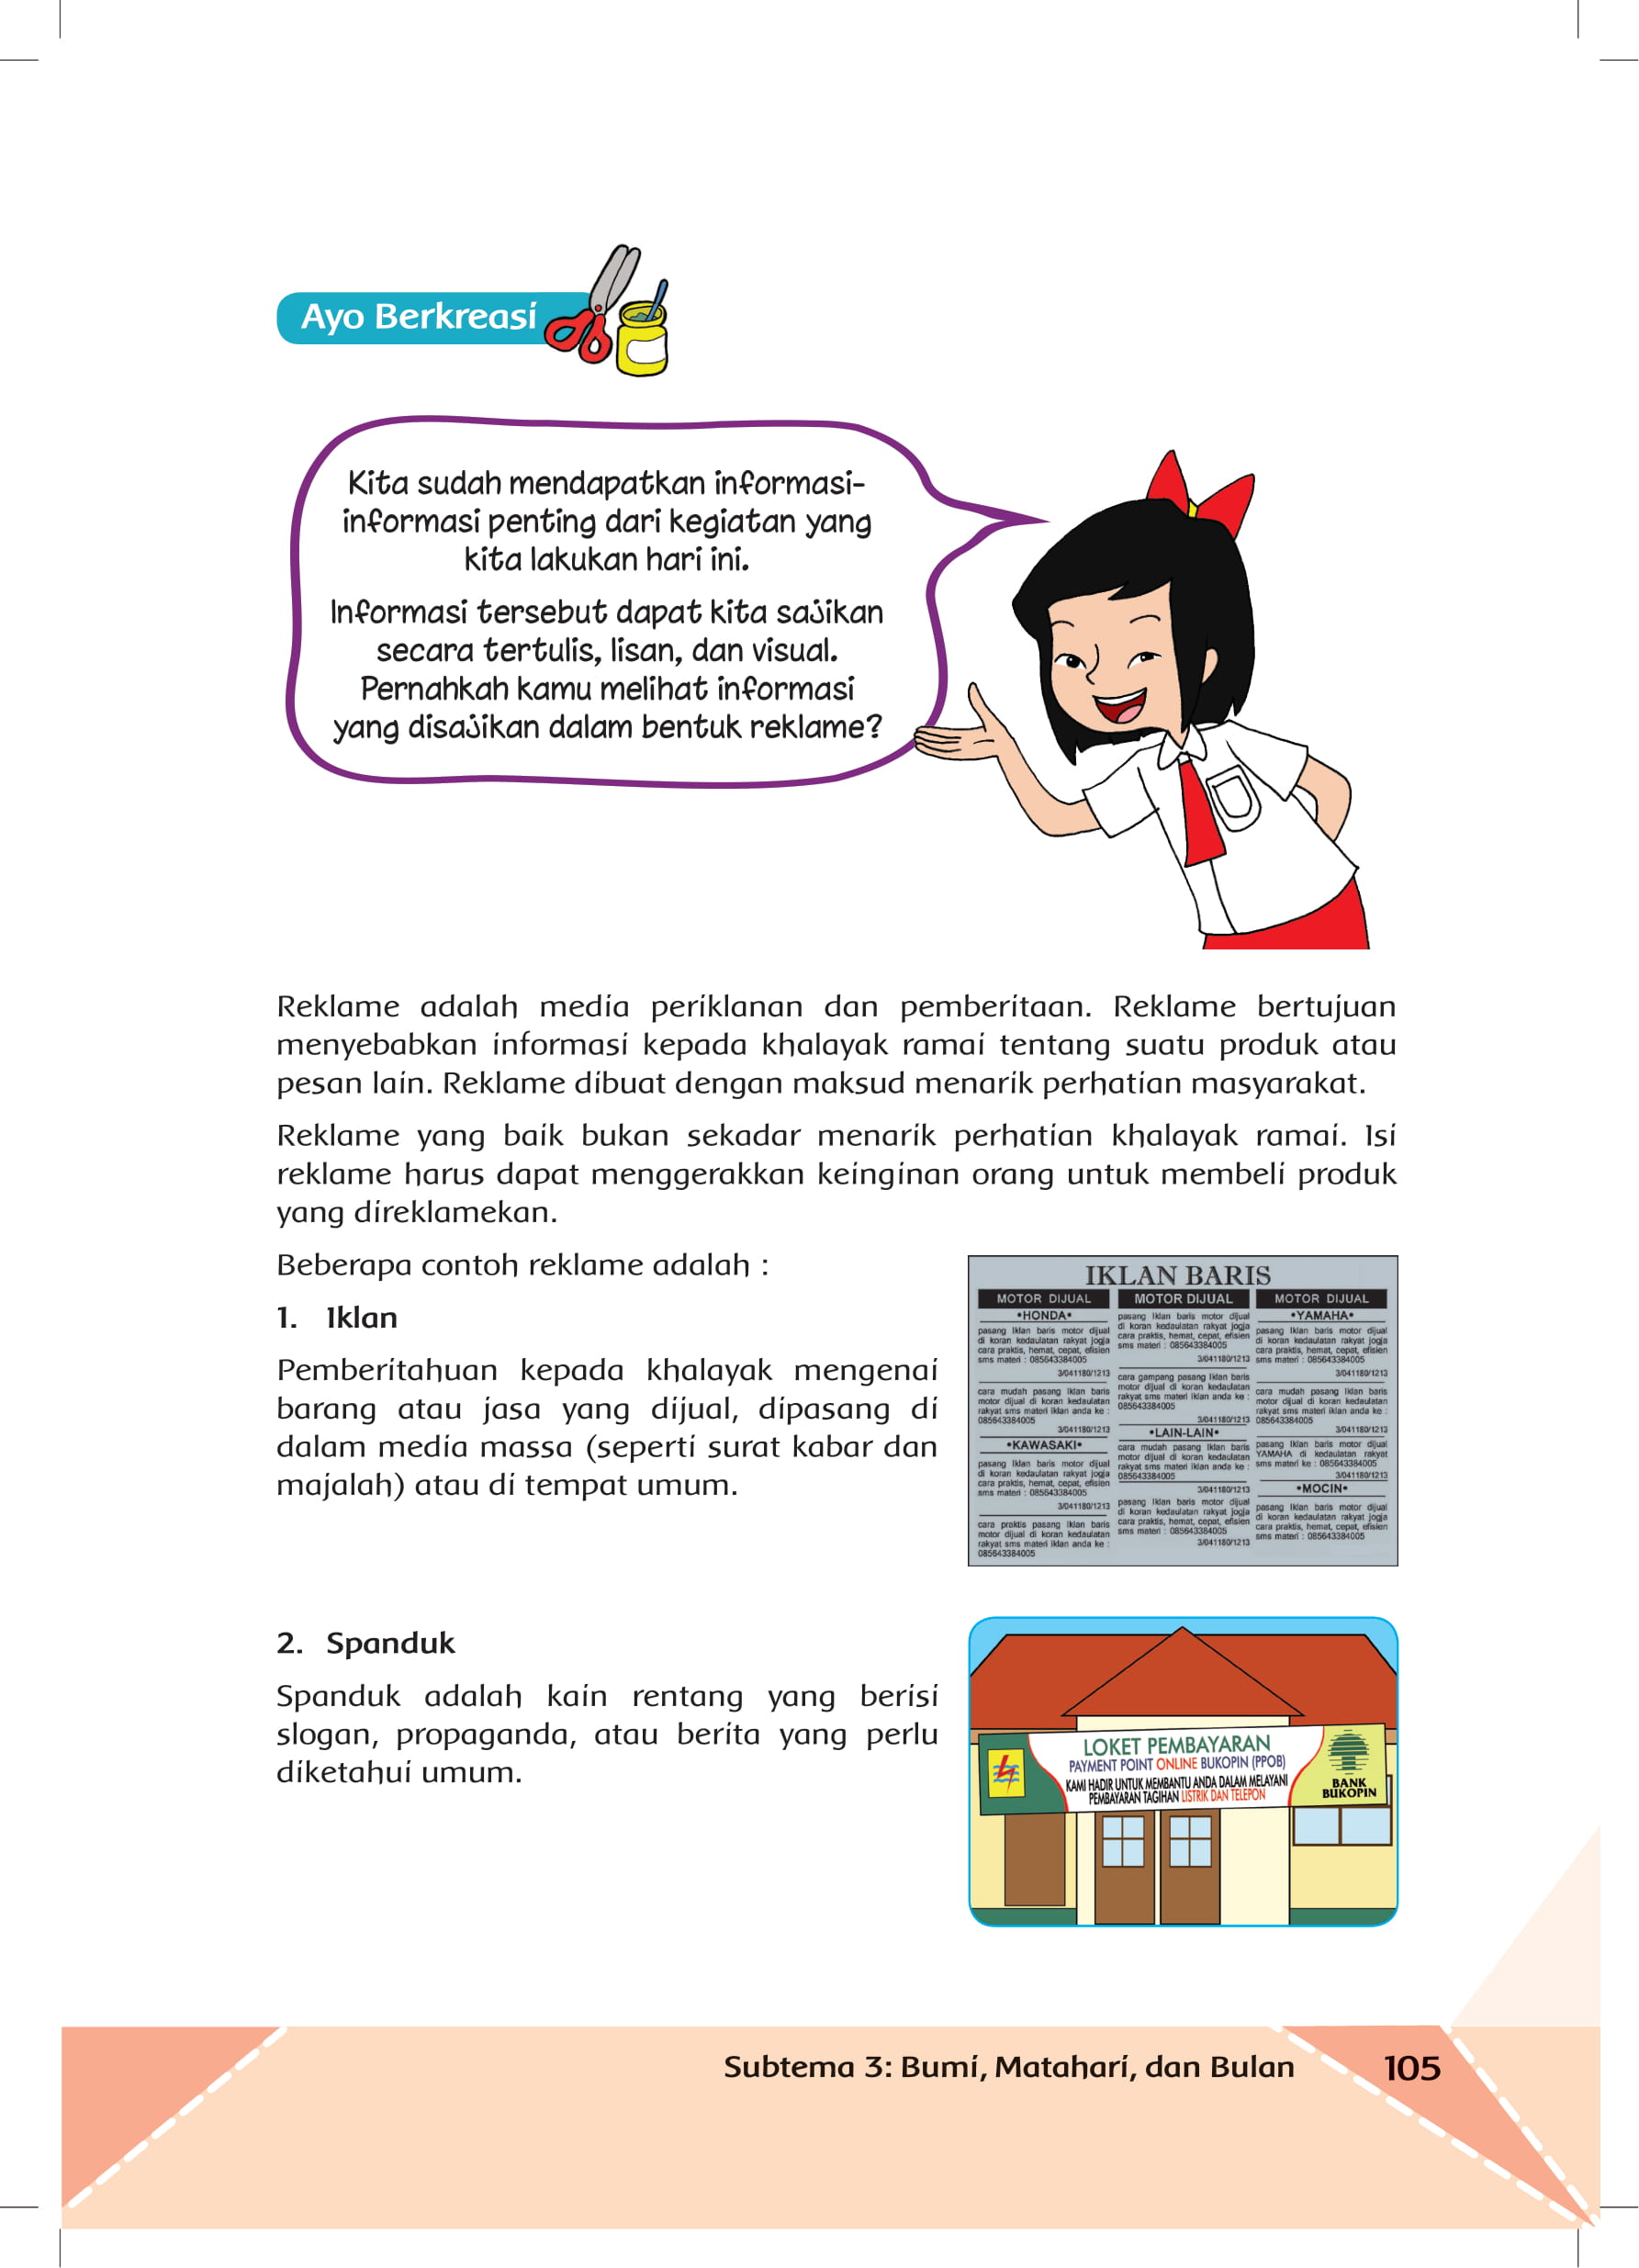 Ayo Berkreasi
Kita sudah mendapatkan informasi-
informasi penting dari kegiatan yang
kita lakukan hari ini.
Informasi tersebut dapat kita sajikan
secara tertulis, lisan, dan visual.
Pernahkah kamu melihat informasi
yang disajikan dalam bentuk reklame?
Reklame adalah media periklanan dan pemberitaan. Reklame bertujuan
menyebabkan informasi kepada khalayak ramai tentang suatu produk atau
pesan lain. Reklame dibuat dengan maksud menarik perhatian masyarakat.
Reklame yang baik bukan sekadar menarik perhatian khalayak ramai. Isi
reklame harus dapat menggerakkan keinginan orang untuk membeli produk
yang direklamekan.
Beberapa contoh reklame adalah :
1. Iklan
Pemberitahuan kepada khalayak mengenai
barang atau jasa yang dijual, dipasang di
dalam media massa (seperti surat kabar dan
majalah) atau di tempat umum.
IKLAN BARIS
MOTOR DIJUAL
•HONDA•
pasang Iklan baris motor dijual
di koran kedaulatan rakyat jogja
cara praktis, hemat, cepat, efisien
sms materi : 085643384005
3/041180/1213
cara mudah pasang Iklan baris
motor dijual di koran kedaulatan
rakyat sms materi Iklan anda ke :
085643384005
3/041180/1213
•KAWASAKI•
pasang Iklan baris motor dijual
di koran kedaulatan rakyat jogja
cara praktis, hemat, cepat, efisien
sms materi : 085643384005
3/041180/1213
cara praktis pasang Iklan baris
motor dijual di koran kedaulatan
rakyat sms materi Iklan anda ke :
085643384005
MOTOR DIJUAL
pasang Iklan baris motor dijual
di koran kedaulatan rakyat jogja
cara praktis, hemat, cepat, efisien
sms materi : 085643384005
3/041180/1213
cara gampang pasang Iklan baris
motor dijual di koran kedaulatan
rakyat sms materi Iklan anda ke :
085643384005
3/041180/1213
•LAIN-LAIN•
cara mudah pasang Iklan baris
motor dijual di koran kedaulatan
rakyat sms materi Iklan anda ke :
085643384005
3/041180/1213
pasang Iklan baris motor dijual
di koran kedaulatan rakyat jogja
cara praktis, hemat, cepat, efisien
sms materi : 085643384005
3/041180/1213
MOTOR DIJUAL
•YAMAHA•
pasang Iklan baris motor dijual
di koran kedaulatan rakyat jogja
cara praktis, hemat, cepat, efisien
sms materi : 085643384005
3/041180/1213
cara mudah pasang Iklan baris
motor dijual di koran kedaulatan
rakyat sms materi Iklan anda ke :
085643384005
3/041180/1213
pasang Iklan baris motor dijual
YAMAHA di kedaulatan rakyat
sms materi ke : 085643384005
3/041180/1213
•MOCIN•
pasang Iklan baris motor dijual
di koran kedaulatan rakyat jogja
cara praktis, hemat, cepat, efisien
sms materi : 085643384005
2. Spanduk
Spanduk adalah kain rentang yang berisi
slogan, propaganda, atau berita yang perlu
diketahui umum.
LOKET PEMBAYARAN
PAYMENT POINT ONLINE BUKOPIN (PPOB)
KAMI HADIR UNTUK MEMBANTU ANDA DALAM MELAYANI
PEMBAYARAN TAGIHAN LISTRIK DAN TELEPON
BANK
BUKOPIN
Subtema 3: Bumi, Matahari, dan Bulan
105